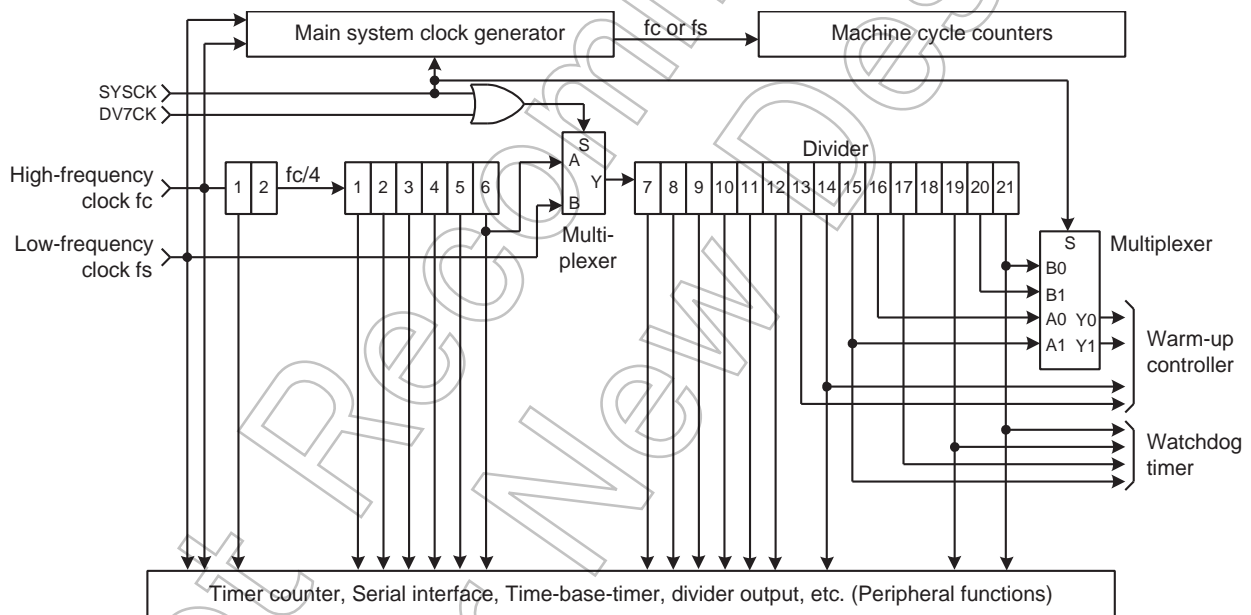 Main system clock generator
fc or fs
Machine cycle counters
SYSCK
DV7CK
High-frequency
clock fc
Low-frequency
clock fs
1 2
fc/4
1 2 3 4 5 6
S
A
Y
B
Multi-
plexer
Divider
7 8 9 10 11 12 13 14 15 16 17 18 19 20 21
S
Multiplexer
B0
B1
A0 Y0
A1 Y1
Warm-up
controller
Watchdog
timer
Timer counter, Serial interface, Time-base-timer, divider output, etc. (Peripheral functions)